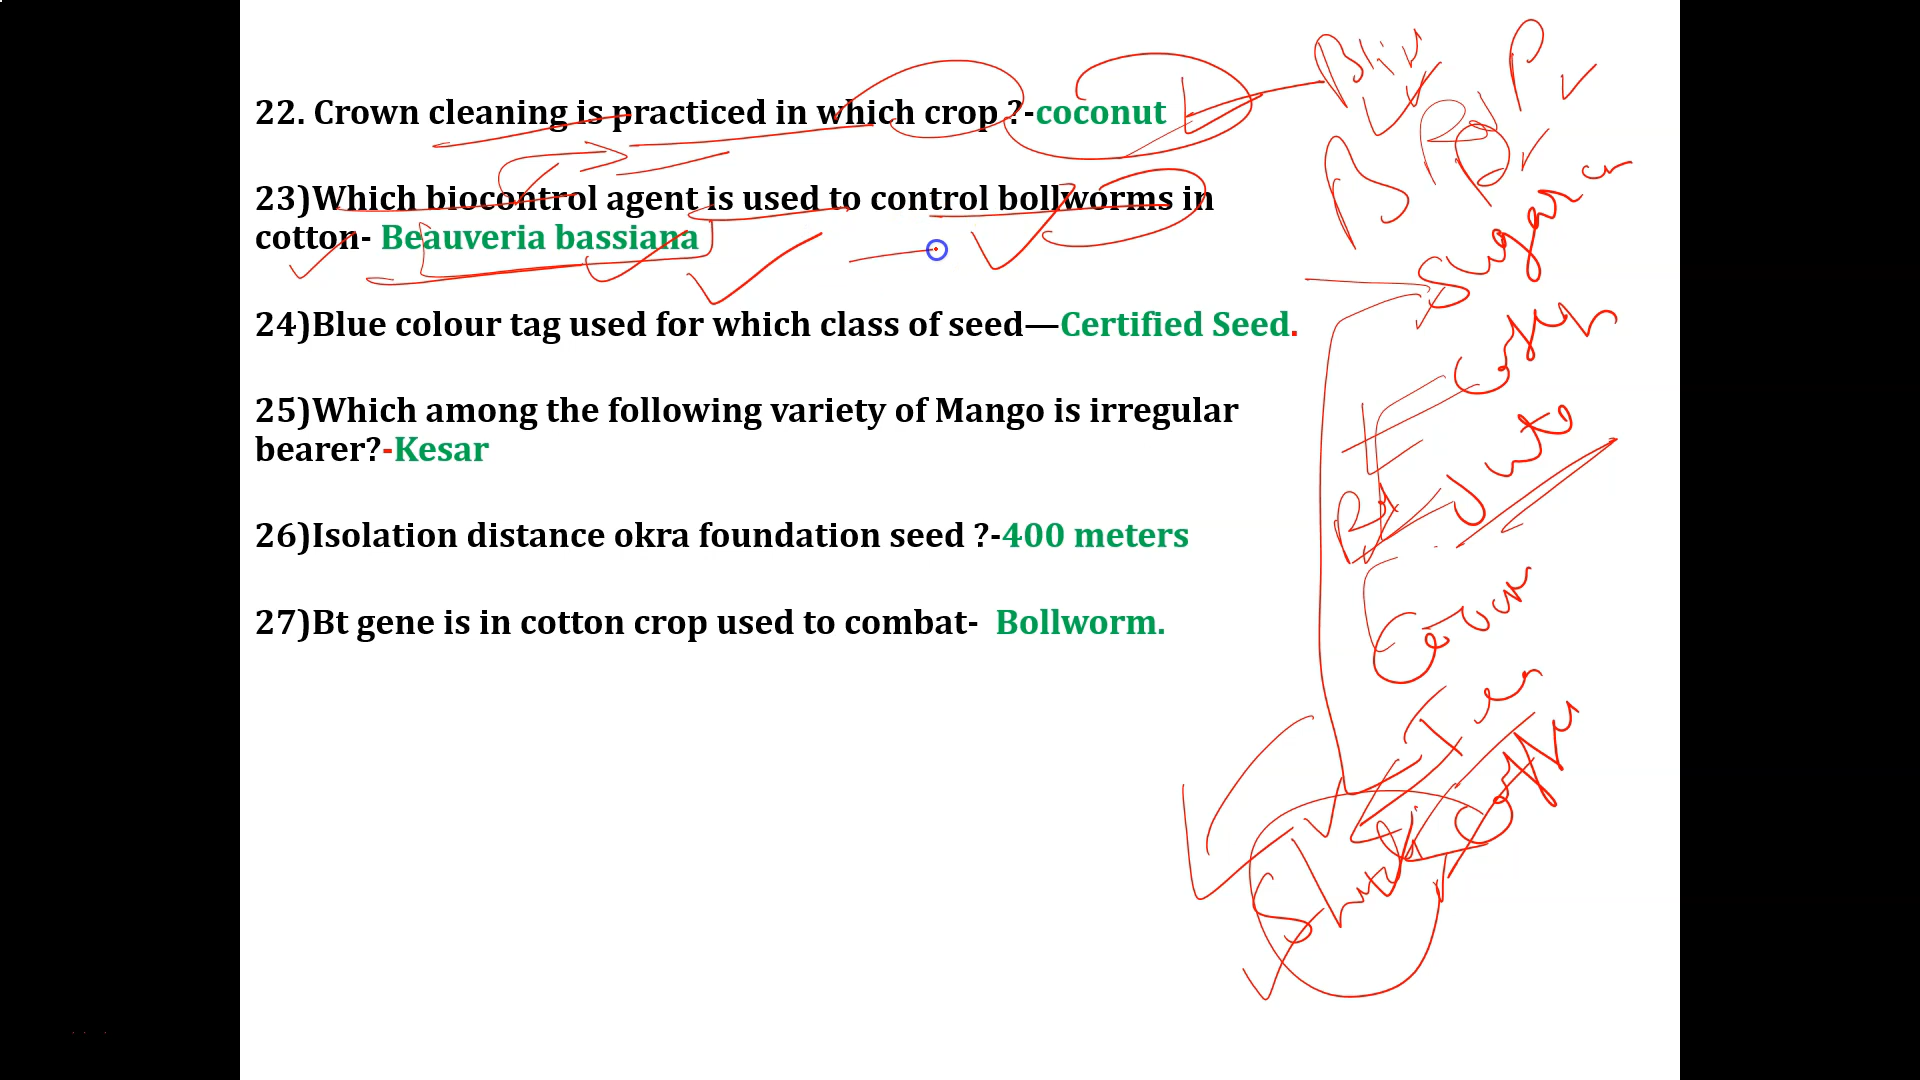 22. Crown cleaning is practiced in which crop ?-coconut
23)Which biocontrol agent is used to control bollworms in
cotton- Beauveria bassiana
24)Blue colour tag used for which class of seed—Certified Seed.
25)Which among the following variety of Mango is irregular
bearer?-Kesar
26)Isolation distance okra foundation seed ?-400 meters
27)Bt gene is in cotton crop used to combat- Bollworm.